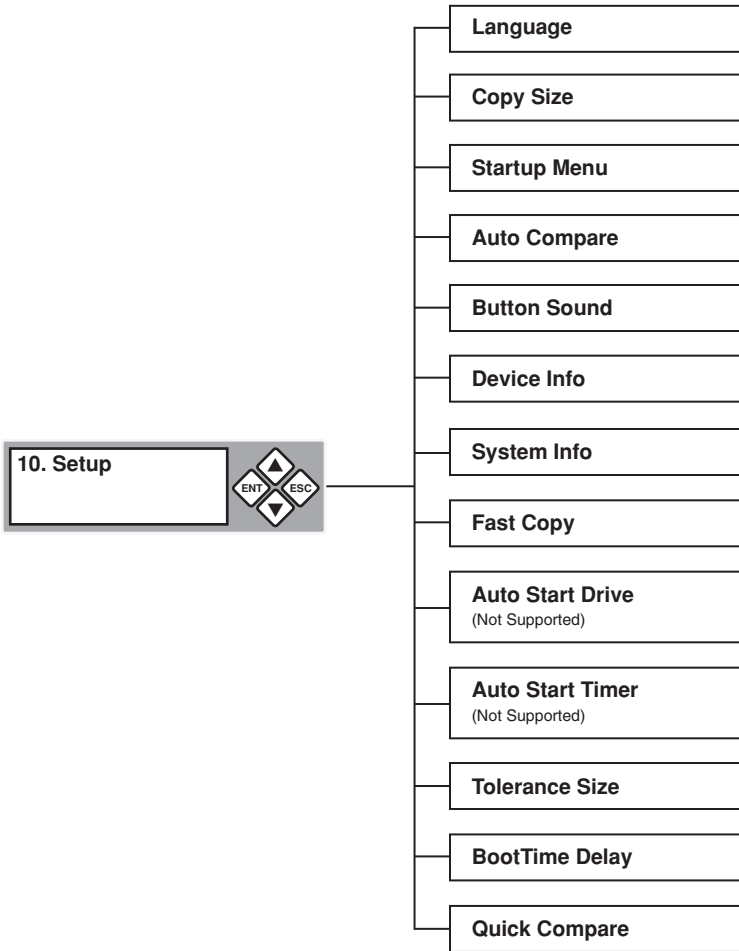 Language
Copy Size
Startup Menu
Auto Compare
Button Sound
Device Info
10. Setup
ENT
ESC
System Info
Fast Copy
Auto Start Drive
(Not Supported)
Auto Start Timer
(Not Supported)
Tolerance Size
BootTime Delay
Quick Compare